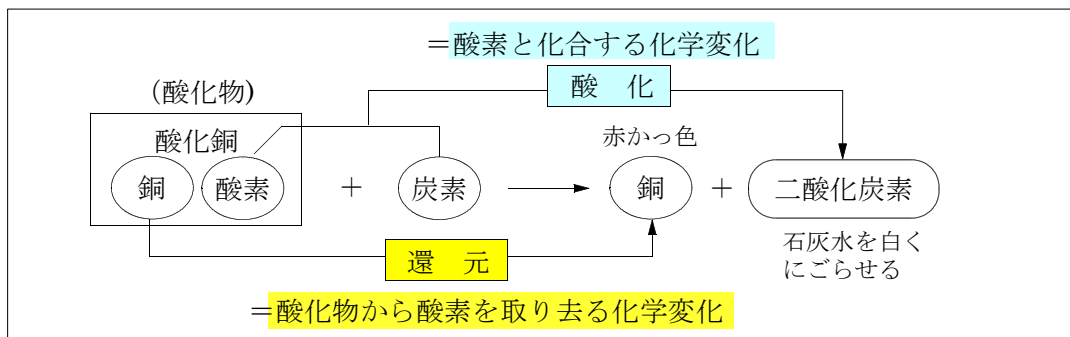 ＝酸素と化合する化学変化
(酸化物)
酸　化
酸化銅
赤かっ色
銅 酸素 ＋ 炭素 銅 ＋ 二酸化炭素
石灰水を白く
にごらせる
還　元
＝酸化物から酸素を取り去る化学変化